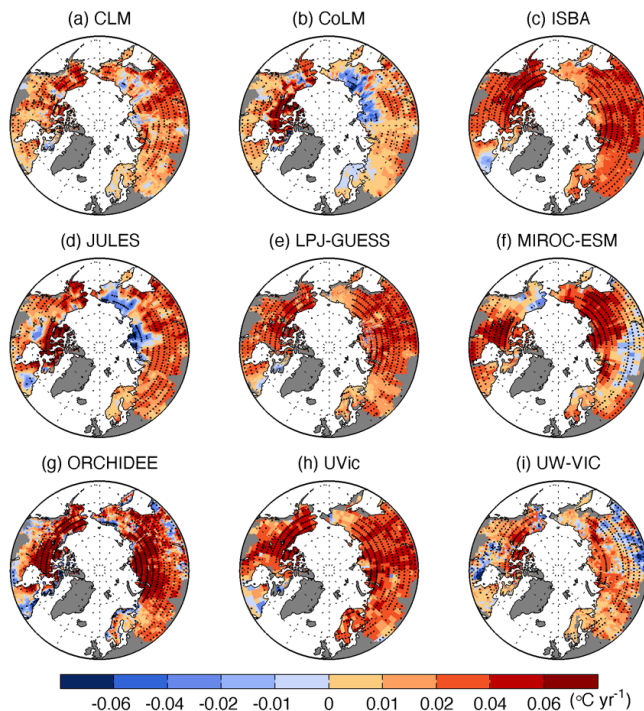 (a) CLM
(b) CoLM
(c) ISBA
(d) JULES
(e) LPJ-GUESS
(f) MIROC-ESM
(g) ORCHIDEE
(h) UVic
(i) UW-VIC
-0.06 -0.04 -0.02 -0.01 0 0.01 0.02 0.04 0.06 (°C yr⁻¹)